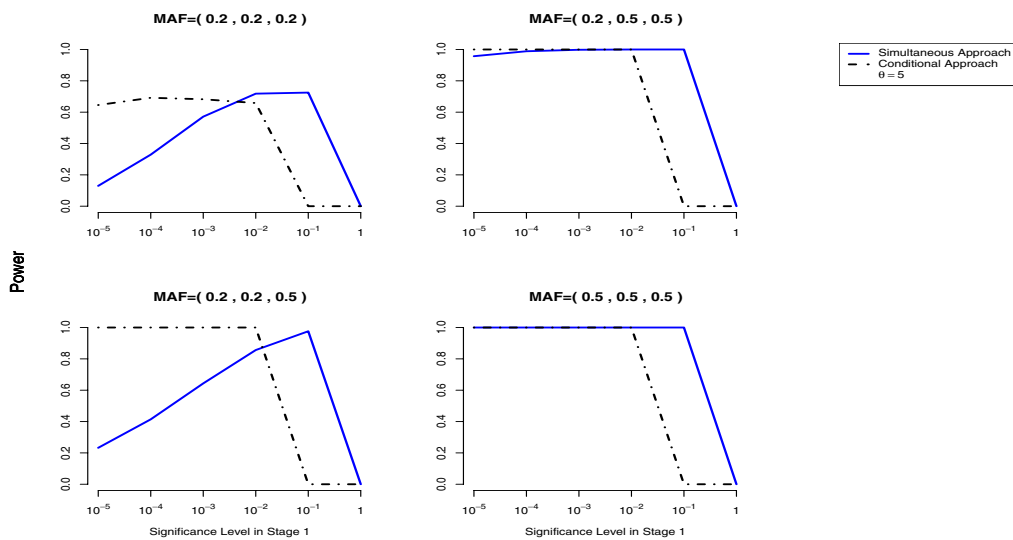 MAF=( 0.2 , 0.2 , 0.2 )
0.0 0.2 0.4 0.6 0.8 1.0
10⁻⁵ 10⁻⁴ 10⁻³ 10⁻² 10⁻¹ 1
MAF=( 0.2 , 0.5 , 0.5 )
0.0 0.2 0.4 0.6 0.8 1.0
10⁻⁵ 10⁻⁴ 10⁻³ 10⁻² 10⁻¹ 1
Simultaneous Approach
Conditional Approach
θ = 5
Power
MAF=( 0.2 , 0.2 , 0.5 )
0.0 0.2 0.4 0.6 0.8 1.0
10⁻⁵ 10⁻⁴ 10⁻³ 10⁻² 10⁻¹ 1
Significance Level in Stage 1
MAF=( 0.5 , 0.5 , 0.5 )
0.0 0.2 0.4 0.6 0.8 1.0
10⁻⁵ 10⁻⁴ 10⁻³ 10⁻² 10⁻¹ 1
Significance Level in Stage 1